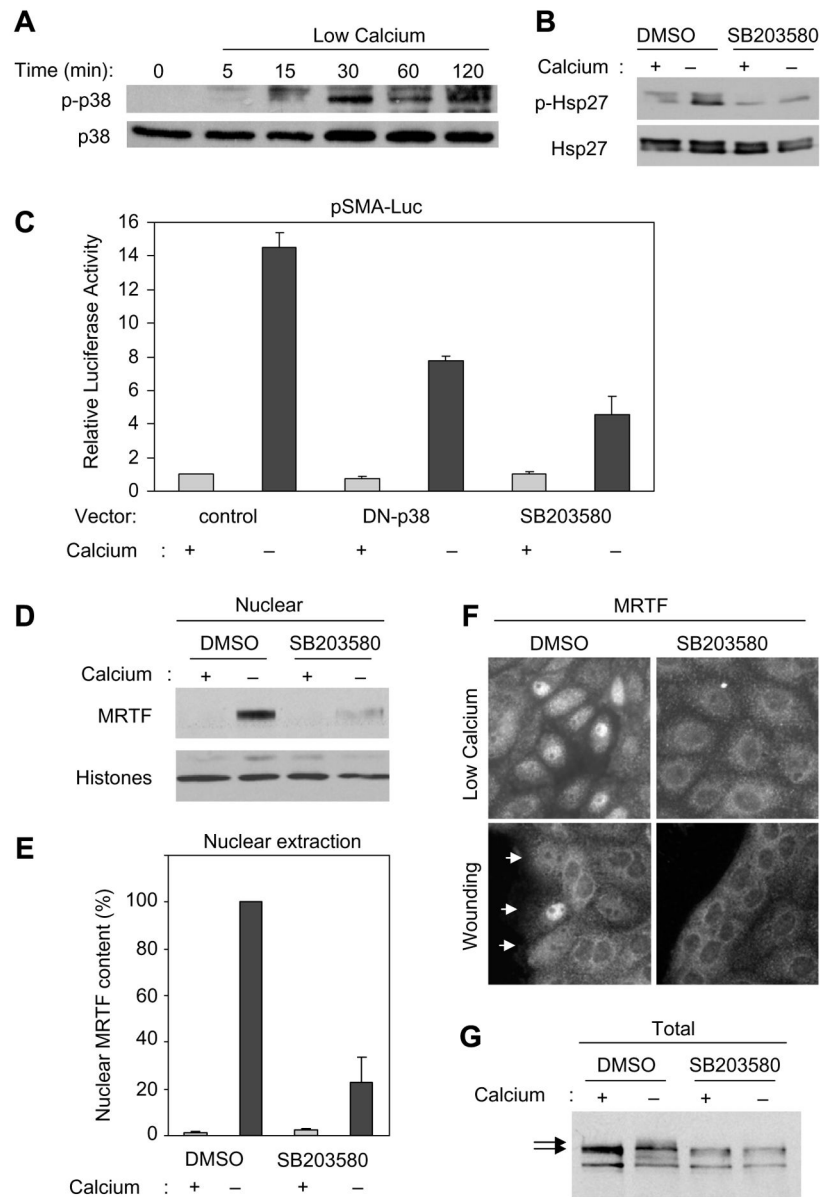 A
Low Calcium
Time (min): 0 5 15 30 60 120
p-p38
p38
B
DMSO SB203580
Calcium : + – + –
p-Hsp27
Hsp27
C
pSMA-Luc
Relative Luciferase Activity
16
14
12
10
8
6
4
2
0
Vector: control DN-p38 SB203580
Calcium : + – + – + –
D
Nuclear
DMSO SB203580
Calcium : + – + –
MRTF
Histones
E
Nuclear extraction
Nuclear MRTF content (%)
100
80
60
40
20
0
DMSO SB203580
Calcium : + – + –
F
MRTF
DMSO SB203580
Low Calcium
Wounding
G
Total
DMSO SB203580
Calcium : + – + –